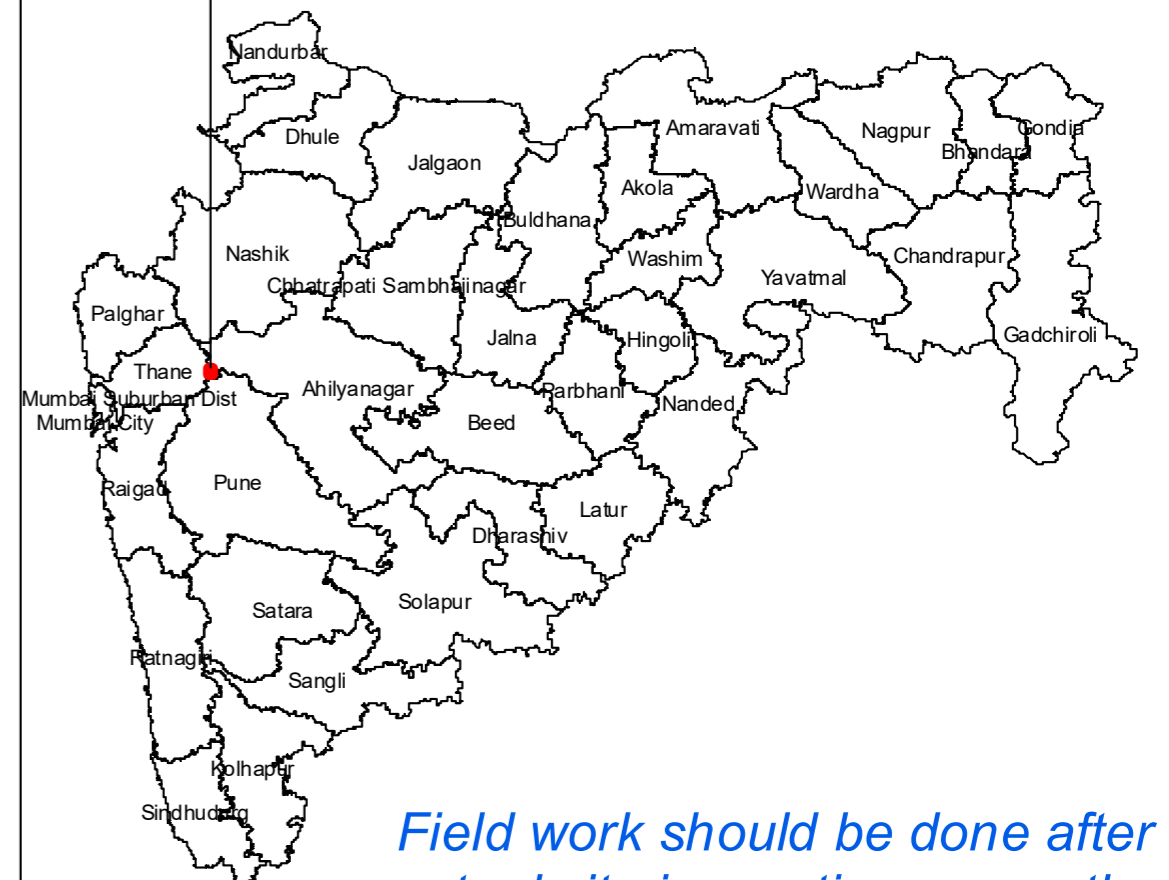 Nandurbar
Dhule
Jalgaon
Amaravati
Nagpur
Gondia
Bhandara
Akola
Wardha
Buldhana
Nashik
Washim
Chandrapur
Chhatrapati Sambhajinagar
Yavatmal
Palghar
Jalna
Hingoli
Gadchiroli
Thane
Ahilyanagar
Parbhani
Mumbai Suburban Dist
Nanded
Mumbai City
Beed
Raigad
Pune
Latur
Dharashiv
Satara
Solapur
Ratnagiri
Sangli
Kolhapur
Sindhudurg
Field work should be done after